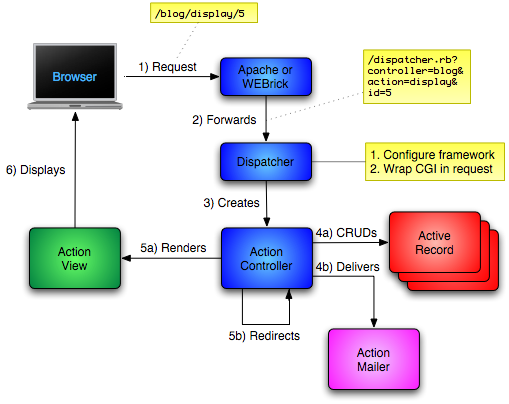 /blog/display/5
Browser
1) Request
Apache or
WEBrick
/dispatcher.rb?
controller=blog&
action=display&
id=5
2) Forwards
Dispatcher
1. Configure framework
2. Wrap CGI in request
6) Displays
3) Creates
Action
View
5a) Renders
Action
Controller
4a) CRUDs
Active
Record
4b) Delivers
5b) Redirects
Action
Mailer